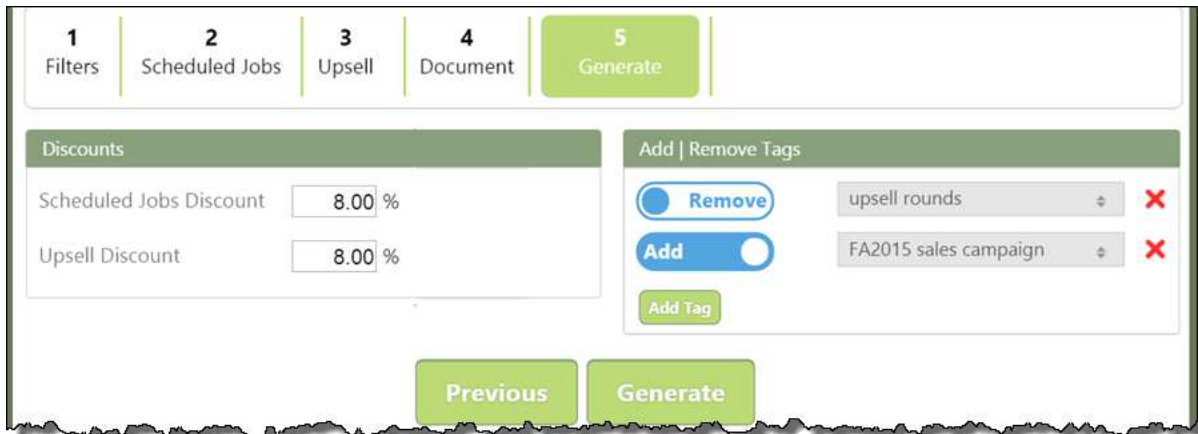 1 2 3 4 5
Filters Scheduled Jobs Upsell Document Generate
Discounts
Scheduled Jobs Discount 8.00 %
Upsell Discount 8.00 %
Add | Remove Tags
Remove upsell rounds
Add FA2015 sales campaign
Add Tag
Previous Generate